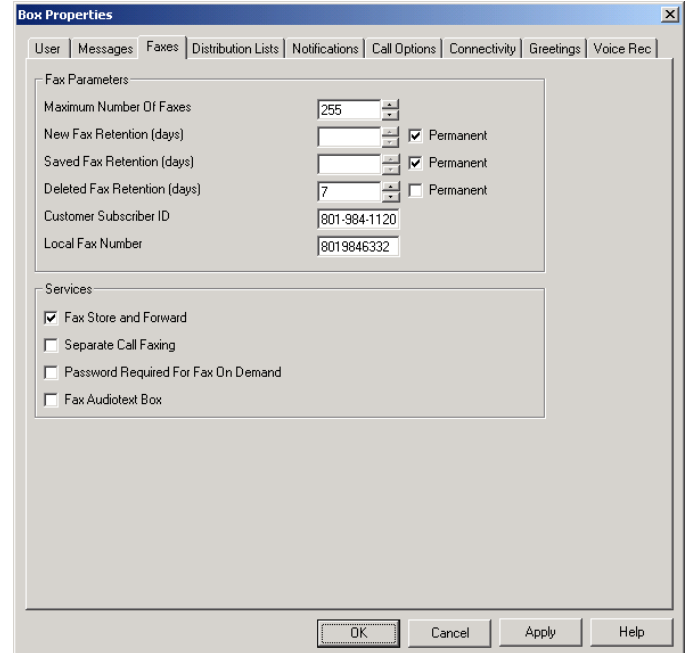 Box Properties
User Messages Faxes Distribution Lists Notifications Call Options Connectivity Greetings Voice Rec
Fax Parameters
Maximum Number Of Faxes 255
New Fax Retention (days) Permanent
Saved Fax Retention (days) Permanent
Deleted Fax Retention (days) 7 Permanent
Customer Subscriber ID 801-984-1120
Local Fax Number 8019846332
Services
Fax Store and Forward
Separate Call Faxing
Password Required For Fax On Demand
Fax Audiotext Box
OK Cancel Apply Help